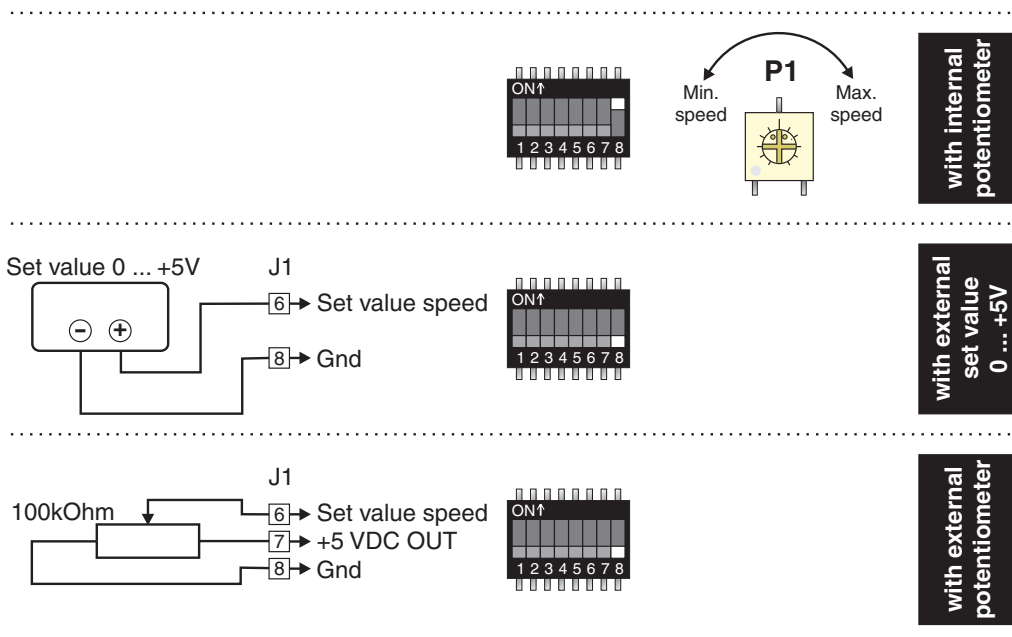 ON↑
1 2 3 4 5 6 7 8
P1
Min.
speed
Max.
speed
with internal
potentiometer
Set value 0 ... +5V
J1
6 Set value speed
8 Gnd
− +
ON↑
1 2 3 4 5 6 7 8
with external
set value
0 ... +5V
100kOhm
J1
6 Set value speed
7 +5 VDC OUT
8 Gnd
ON↑
1 2 3 4 5 6 7 8
with external
potentiometer